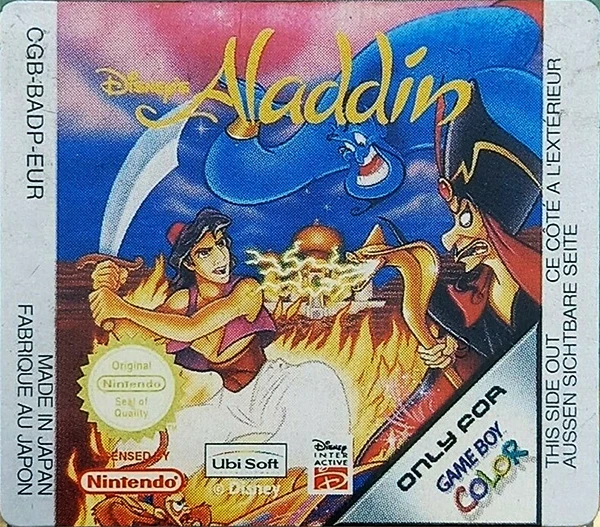 CGB-BADP-EUR
MADE IN JAPAN
FABRIQUE AU JAPON
Disney's
Aladdin
Original
Nintendo
Seal of
Quality
LICENSED BY
Nintendo
Ubi Soft
© Disney
Disney
INTER
ACTIVE
ONLY FOR
GAME BOY
COLOR
THIS SIDE OUT CE CÔTÉ A L'EXTÉRIEUR
AUSSEN SICHTBARE SEITE